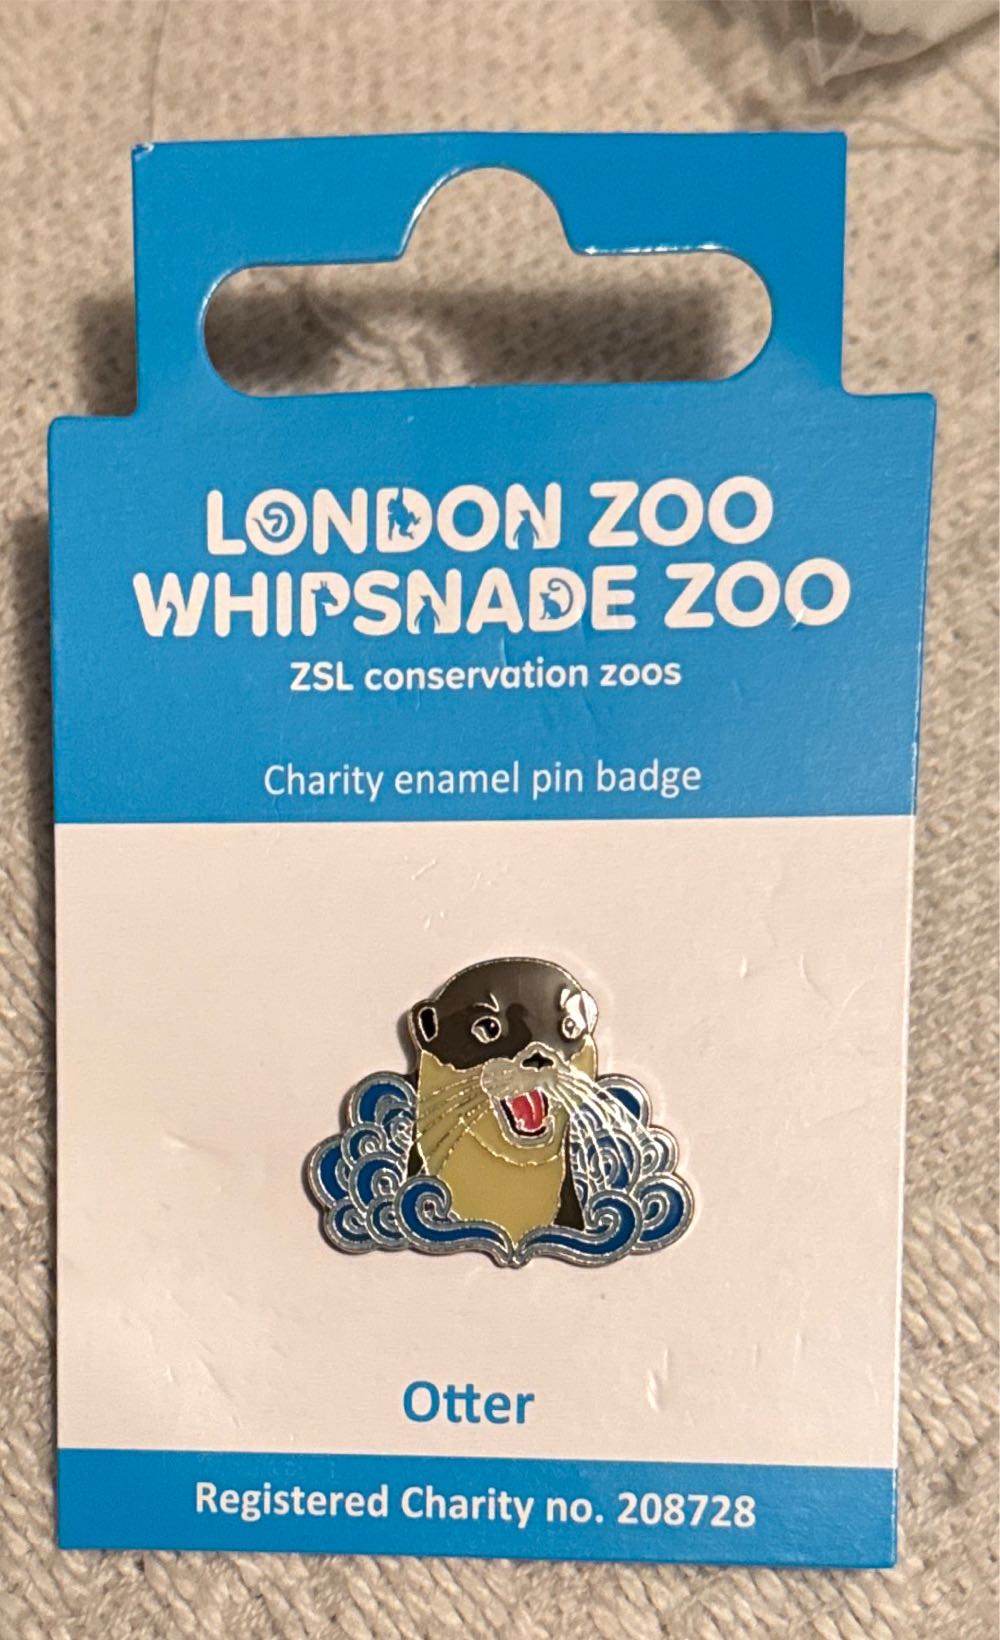 LONDON ZOO
WHIPSNADE ZOO
ZSL conservation zoos
Charity enamel pin badge
Otter
Registered Charity no. 208728